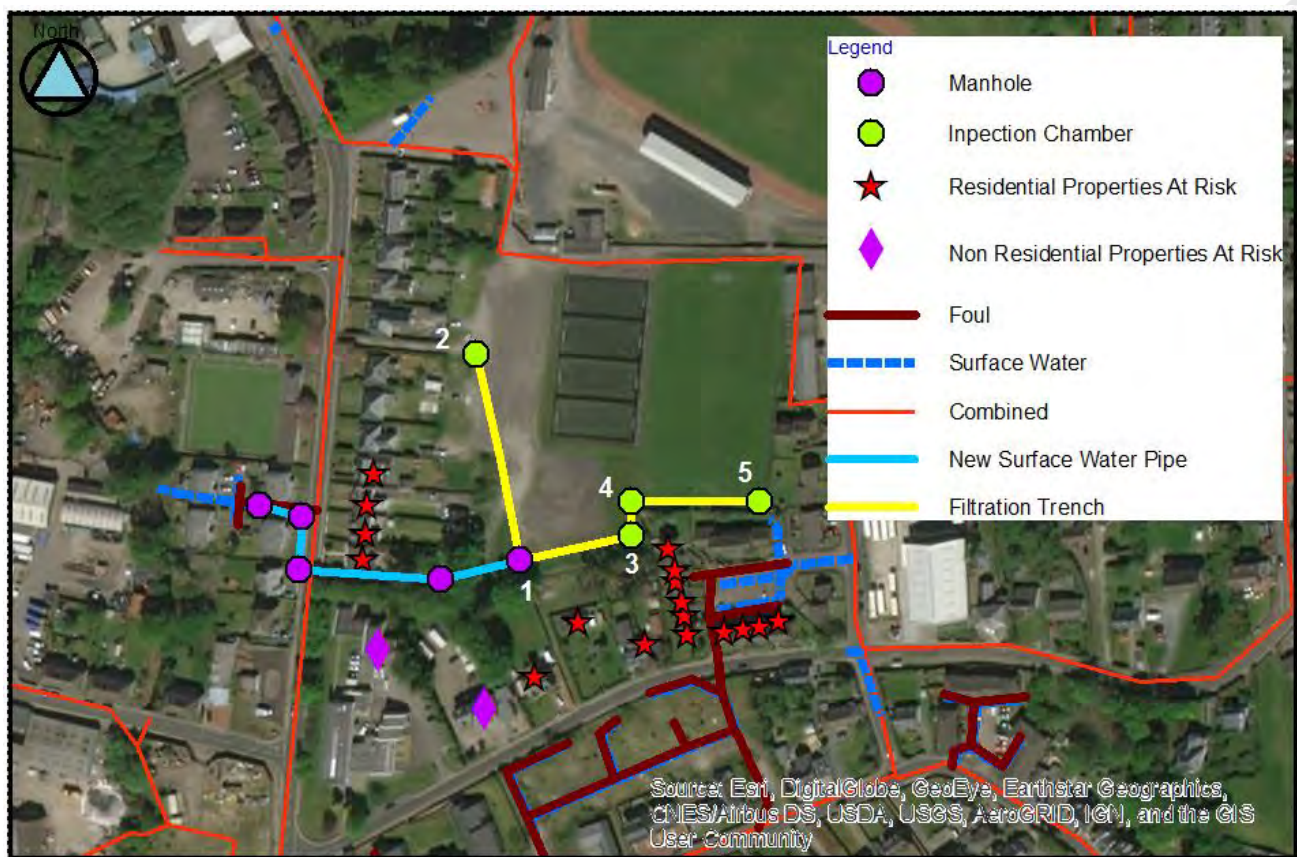 North
Legend
Manhole
Inpection Chamber
Residential Properties At Risk
Non Residential Properties At Risk
Foul
Surface Water
Combined
New Surface Water Pipe
Filtration Trench
2
4
5
3
1
Source: Esri, DigitalGlobe, GeoEye, Earthstar Geographics,
CNES/Airbus DS, USDA, USGS, AeroGRID, IGN, and the GIS
User Community